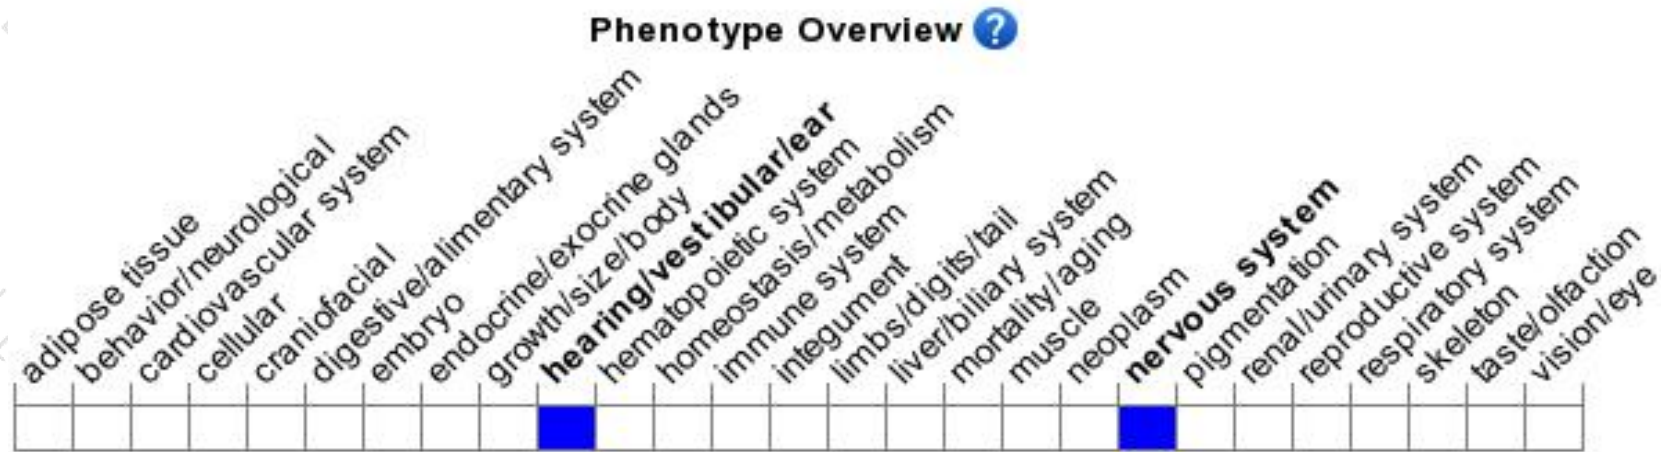 Phenotype Overview ?
adipose tissue
behavior/neurological
cardiovascular system
cellular
craniofacial
digestive/alimentary system
embryo
endocrine/exocrine glands
growth/size/body
hearing/vestibular/ear
hematopoietic system
homeostasis/metabolism
immune system
integument
limbs/digits/tail
liver/biliary system
mortality/aging
muscle
neoplasm
nervous system
pigmentation
renal/urinary system
reproductive system
respiratory system
skeleton
taste/olfaction
vision/eye